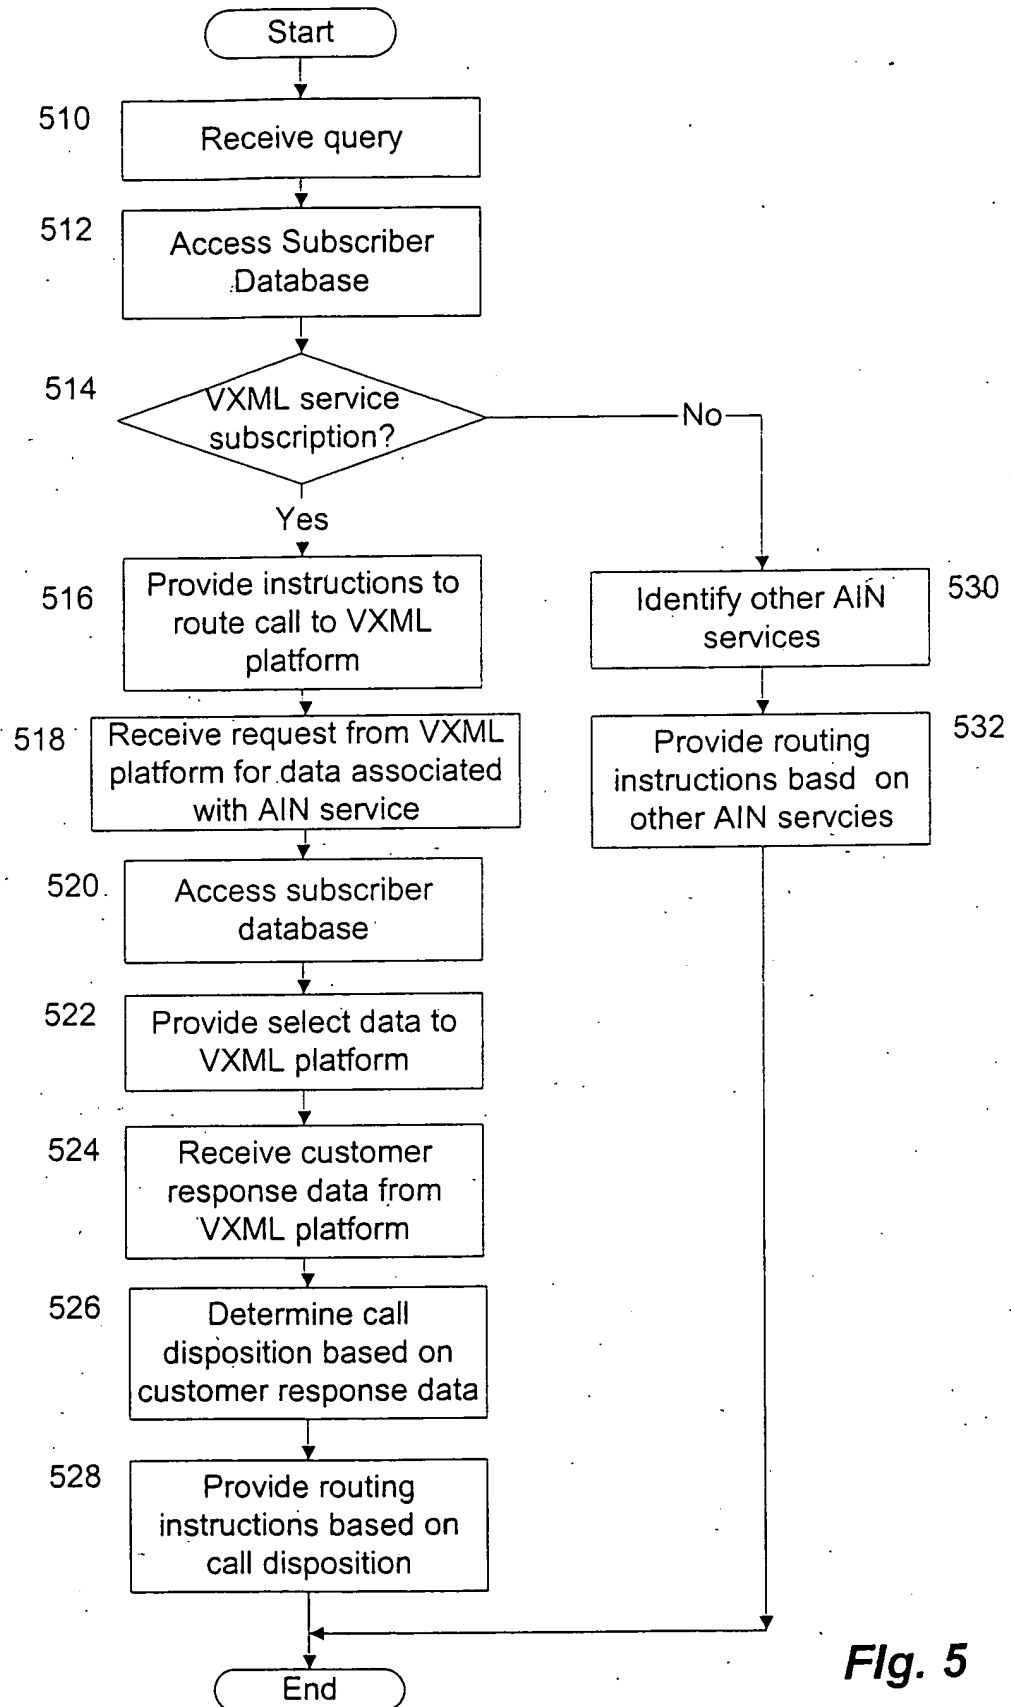 Start
510
Receive query
512
Access Subscriber
Database
514
VXML service
subscription?
No
Yes
516
Provide instructions to
route call to VXML
platform
Identify other AIN
services
530
518
Receive request from VXML
platform for data associated
with AIN service
Provide routing
instructions basd on
other AIN servcies
532
520
Access subscriber
database
522
Provide select data to
VXML platform
524
Receive customer
response data from
VXML platform
526
Determine call
disposition based on
customer response data
528
Provide routing
instructions based on
call disposition
End
FIg. 5